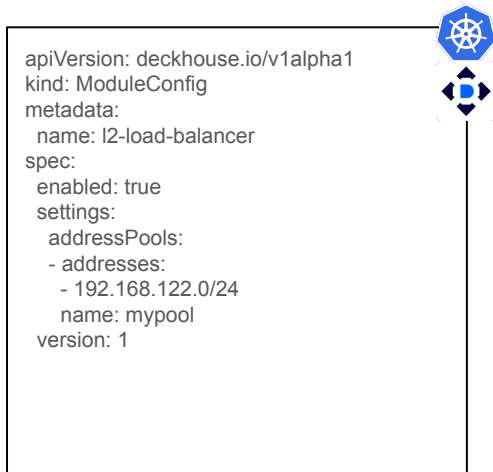 apiVersion: deckhouse.io/v1alpha1
kind: ModuleConfig
metadata:
 name: l2-load-balancer
spec:
 enabled: true
 settings:
  addressPools:
  - addresses:
   - 192.168.122.0/24
   name: mypool
 version: 1